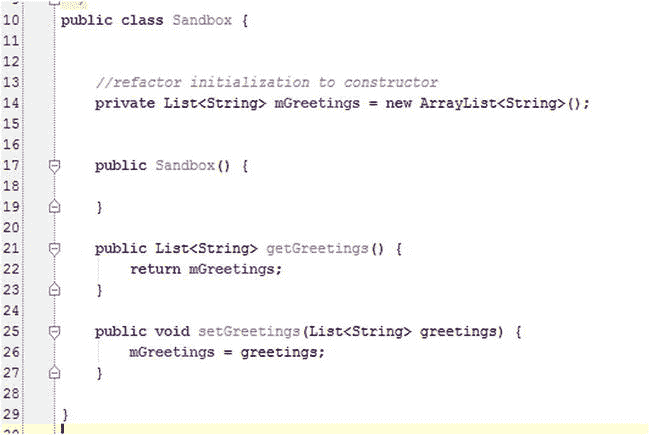 10 public class Sandbox {
11
12
13 //refactor initialization to constructor
14 private List<String> mGreetings = new ArrayList<String>();
15
16
17 public Sandbox() {
18
19 }
20
21 public List<String> getGreetings() {
22 return mGreetings;
23 }
24
25 public void setGreetings(List<String> greetings) {
26 mGreetings = greetings;
27 }
28
29 }